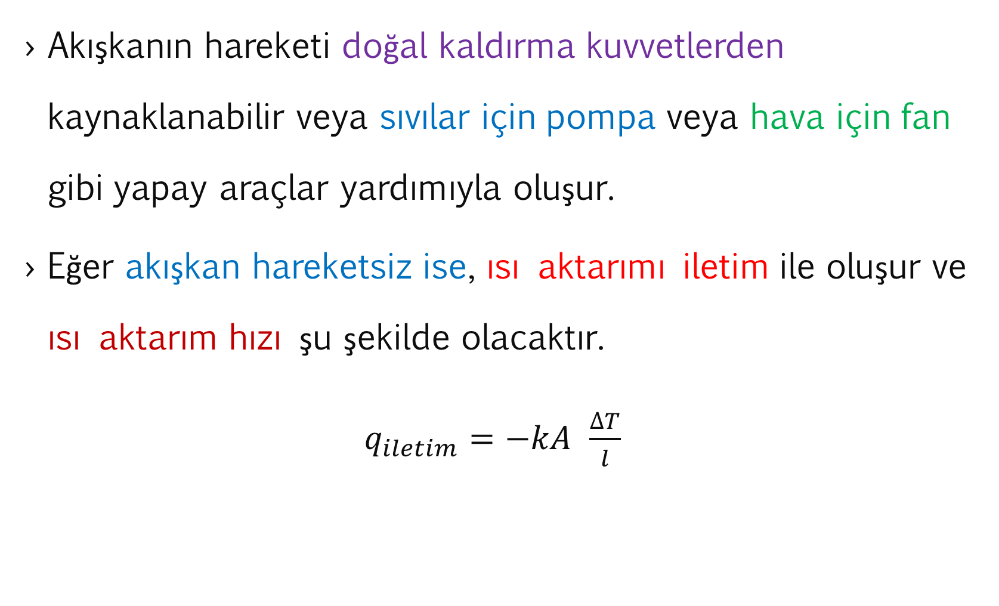 › Akışkanın hareketi doğal kaldırma kuvvetlerden
kaynaklanabilir veya sıvılar için pompa veya hava için fan
gibi yapay araçlar yardımıyla oluşur.
› Eğer akışkan hareketsiz ise, ısı aktarımı iletim ile oluşur ve
ısı aktarım hızı şu şekilde olacaktır.
q_{iletim} = −kA \frac{ΔT}{l}